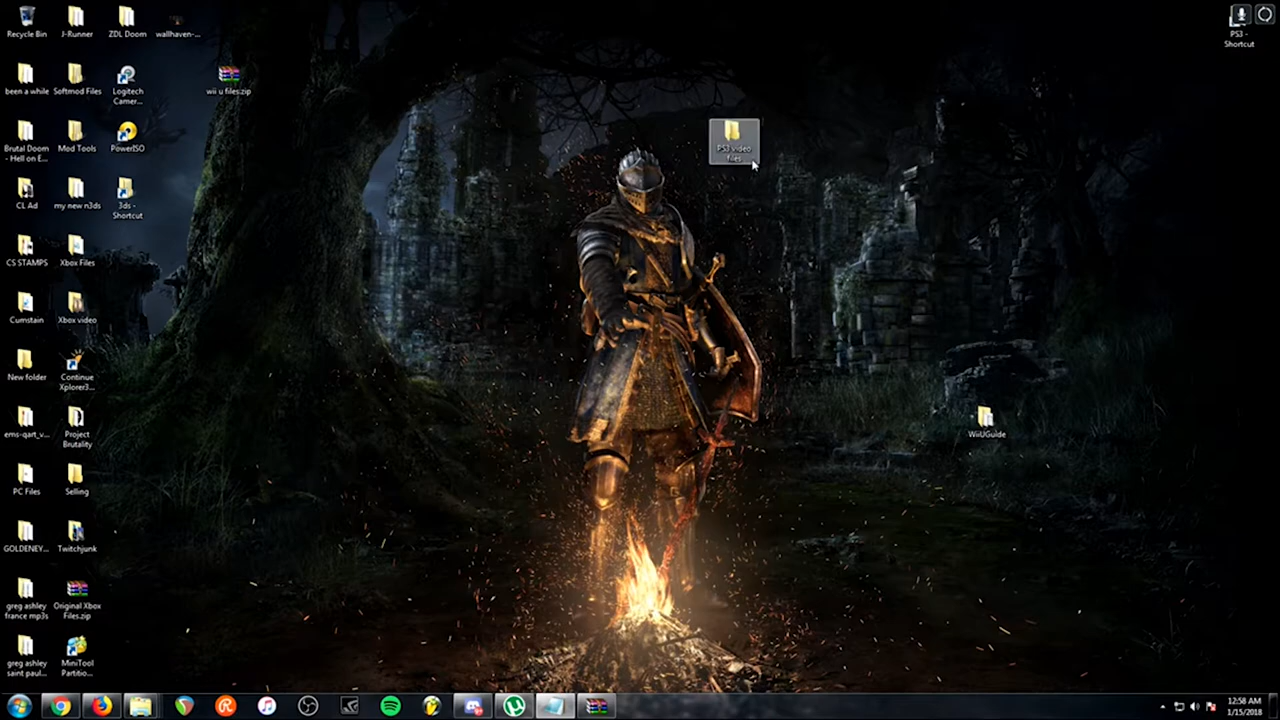 Recycle Bin
J-Runner
ZDL Doom
wallhaven-...
PS3 -
Shortcut
been a while
Softmod Files
Logitech
Camer...
wii u files.zip
Brutal Doom
- Hell on E...
Mod Tools
PowerISO
PS3 video
files
CL Ad
my new n3ds
3ds -
Shortcut
CS STAMPS
Xbox Files
Cumstain
Xbox video
New folder
Continue
Xplorer3...
ems-qart_v...
Project
Brutality
WiiUGuide
PC Files
Selling
GOLDENEY...
Twitchjunk
greg ashley
france mp3s
Original Xbox
Files.zip
greg ashley
saint paul...
MiniTool
Partitio...
12:58 AM
1/15/2018